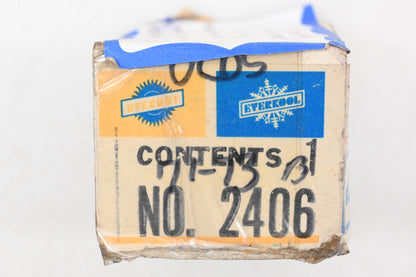 EVERHOT
EVERKOOL
CONTENTS 1
NO. 2406